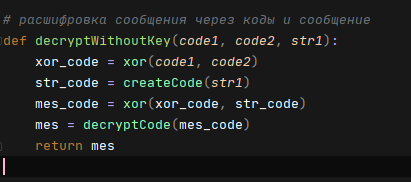 # расшифровка сообщения через коды и сообщение
def decryptWithoutKey(code1, code2, str1):
    xor_code = xor(code1, code2)
    str_code = createCode(str1)
    mes_code = xor(xor_code, str_code)
    mes = decryptCode(mes_code)
    return mes